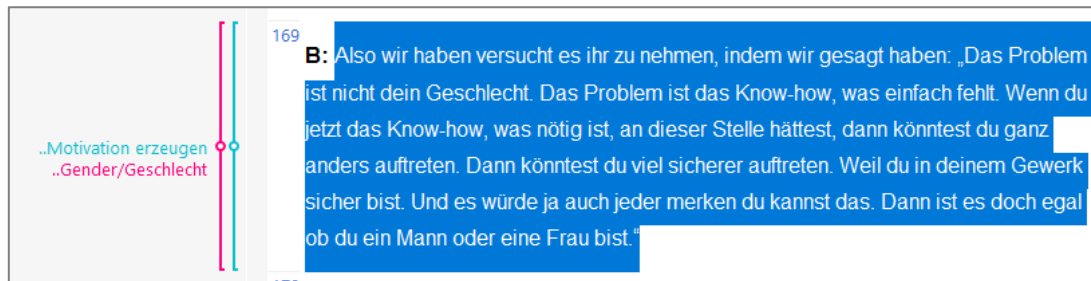 169
B: Also wir haben versucht es ihr zu nehmen, indem wir gesagt haben: „Das Problem
ist nicht dein Geschlecht. Das Problem ist das Know-how, was einfach fehlt. Wenn du
jetzt das Know-how, was nötig ist, an dieser Stelle hättest, dann könntest du ganz
anders auftreten. Dann könntest du viel sicherer auftreten. Weil du in deinem Gewerk
sicher bist. Und es würde ja auch jeder merken du kannst das. Dann ist es doch egal
ob du ein Mann oder eine Frau bist.“
..Motivation erzeugen
..Gender/Geschlecht